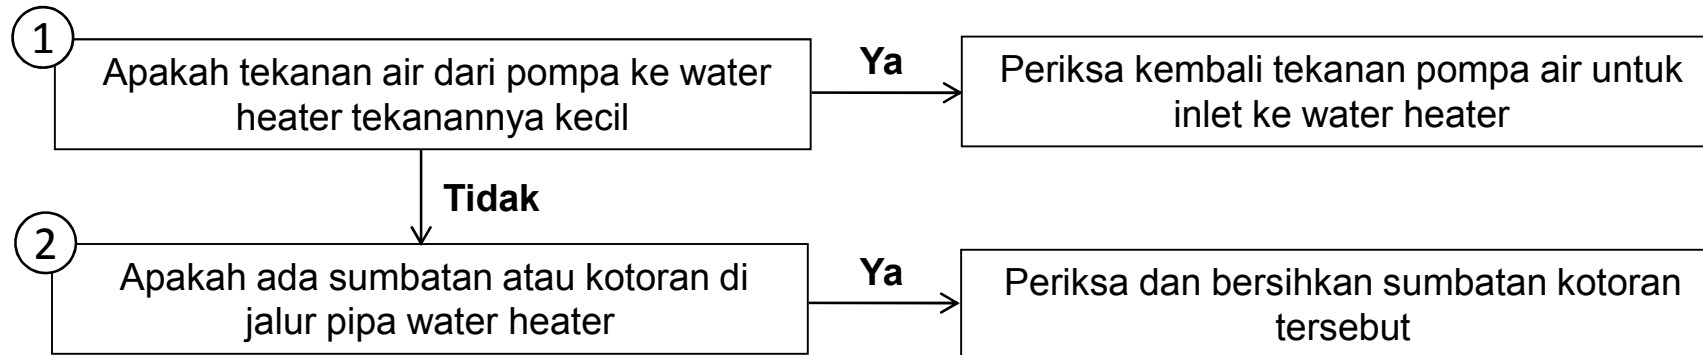 1
Apakah tekanan air dari pompa ke water
heater tekanannya kecil
Ya
Periksa kembali tekanan pompa air untuk
inlet ke water heater
Tidak
2
Apakah ada sumbatan atau kotoran di
jalur pipa water heater
Ya
Periksa dan bersihkan sumbatan kotoran
tersebut